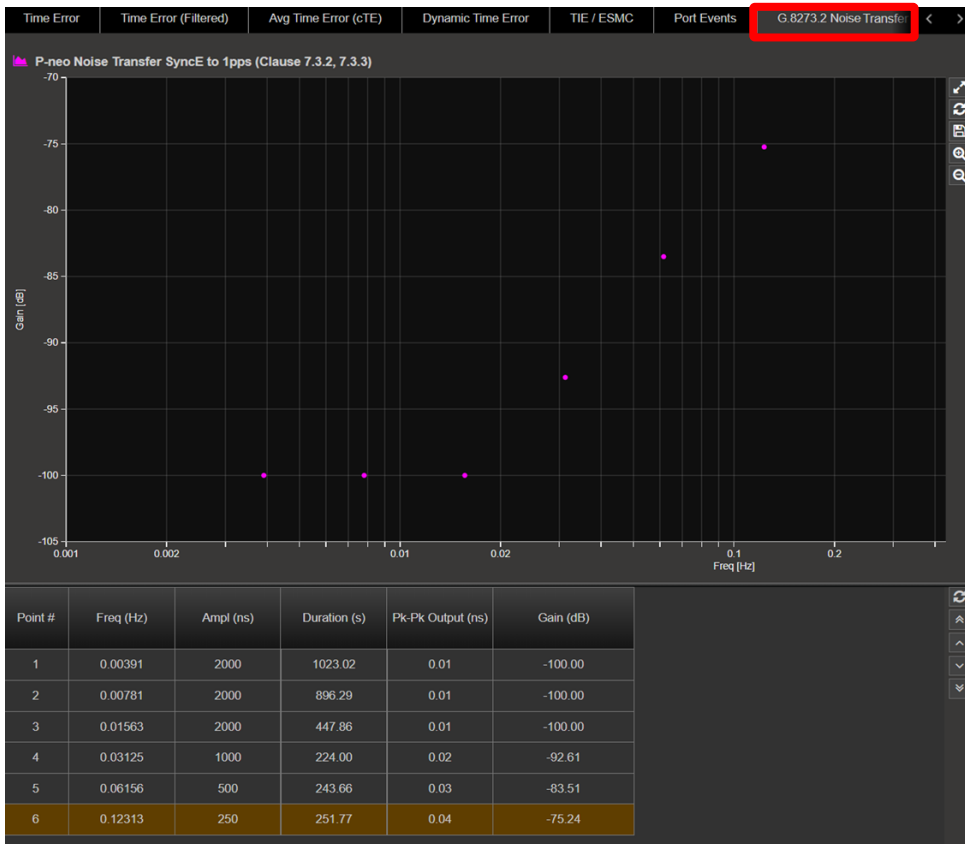 Time Error Time Error (Filtered) Avg Time Error (cTE) Dynamic Time Error TIE / ESMC Port Events G.8273.2 Noise Transfer
P-neo Noise Transfer SyncE to 1pps (Clause 7.3.2, 7.3.3)
-70
-75
-80
-85
Gain [dB]
-90
-95
-100
-105
0.001 0.002 0.01 0.02 0.1 0.2
Freq [Hz]
Point # Freq (Hz) Ampl (ns) Duration (s) Pk-Pk Output (ns) Gain (dB)
1 0.00391 2000 1023.02 0.01 -100.00
2 0.00781 2000 896.29 0.01 -100.00
3 0.01563 2000 447.86 0.01 -100.00
4 0.03125 1000 224.00 0.02 -92.61
5 0.06156 500 243.66 0.03 -83.51
6 0.12313 250 251.77 0.04 -75.24